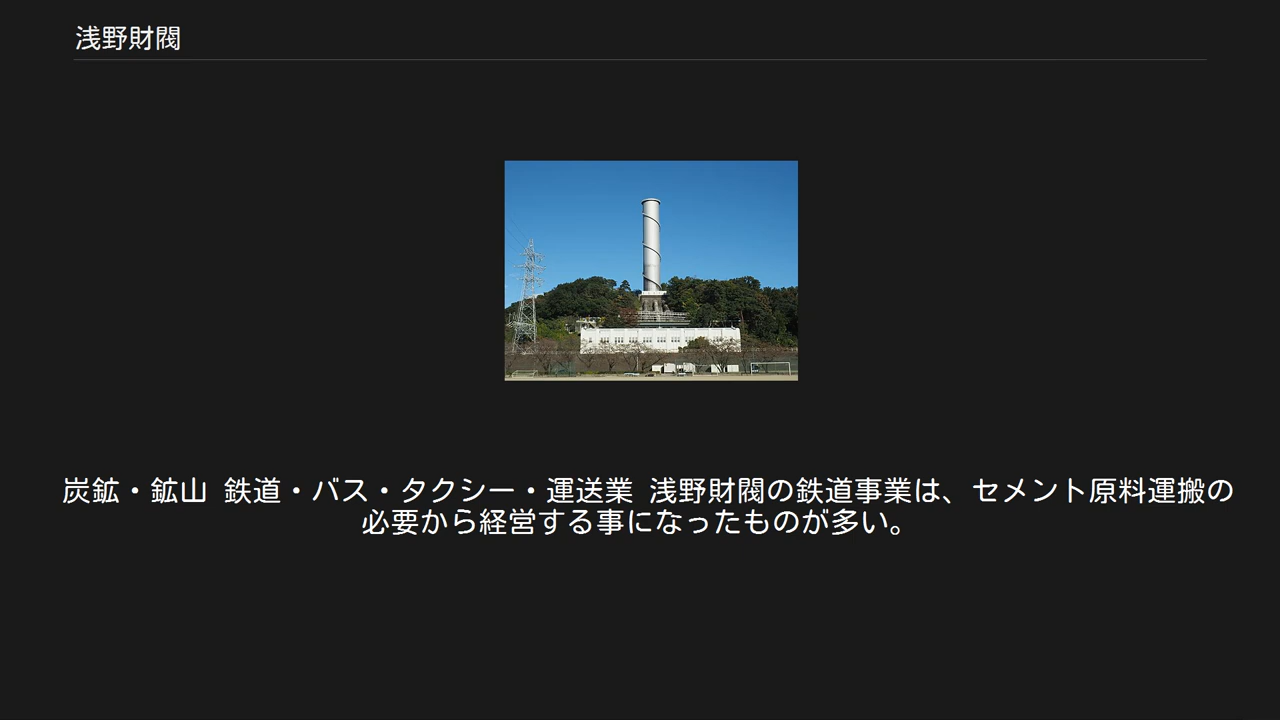 浅野財閥
炭鉱・鉱山 鉄道・バス・タクシー・運送業 浅野財閥の鉄道事業は、セメント原料運搬の
必要から経営する事になったものが多い。